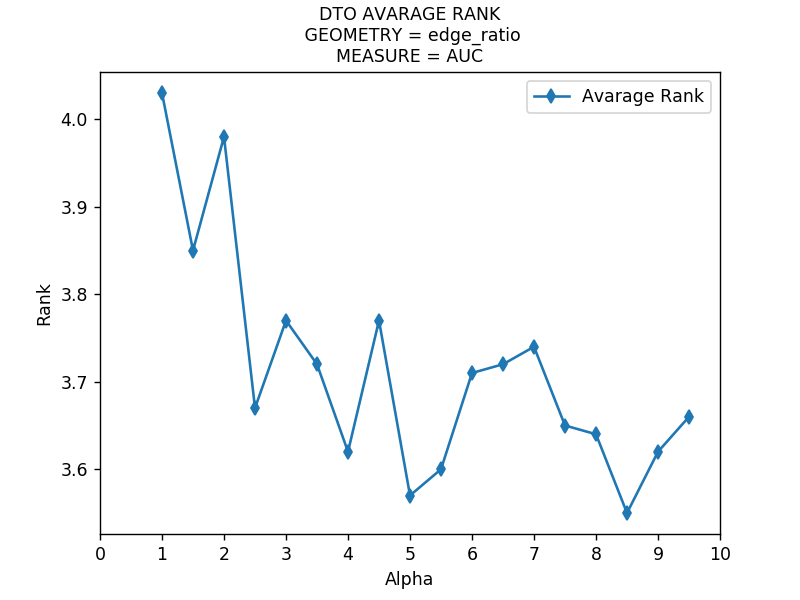 DTO AVARAGE RANK
GEOMETRY = edge_ratio
MEASURE = AUC
Avarage Rank
4.0
3.9
3.8
3.7
3.6
Rank
0 1 2 3 4 5 6 7 8 9 10
Alpha